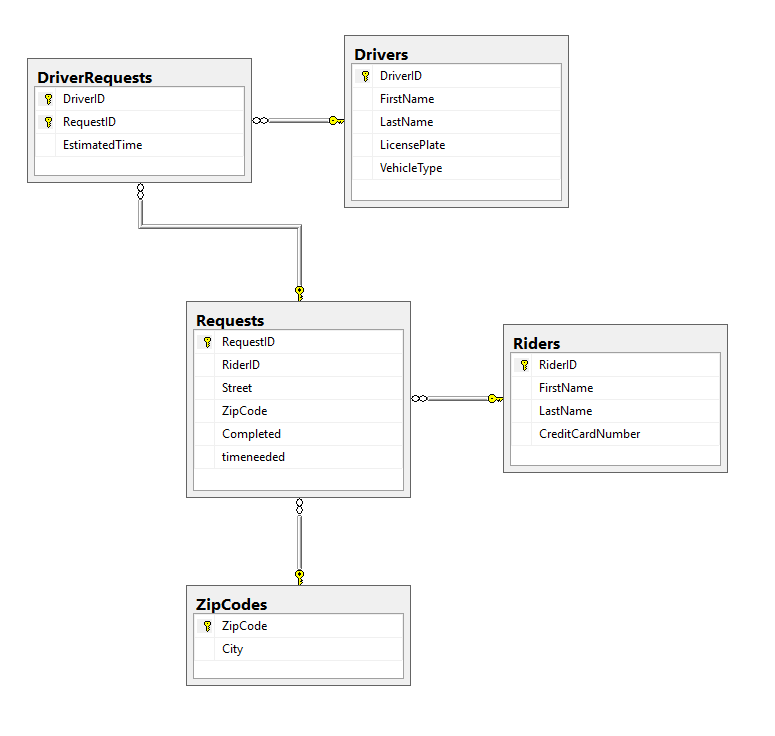 DriverRequests
DriverID
RequestID
EstimatedTime
Drivers
DriverID
FirstName
LastName
LicensePlate
VehicleType
Requests
RequestID
RiderID
Street
ZipCode
Completed
timeneeded
Riders
RiderID
FirstName
LastName
CreditCardNumber
ZipCodes
ZipCode
City